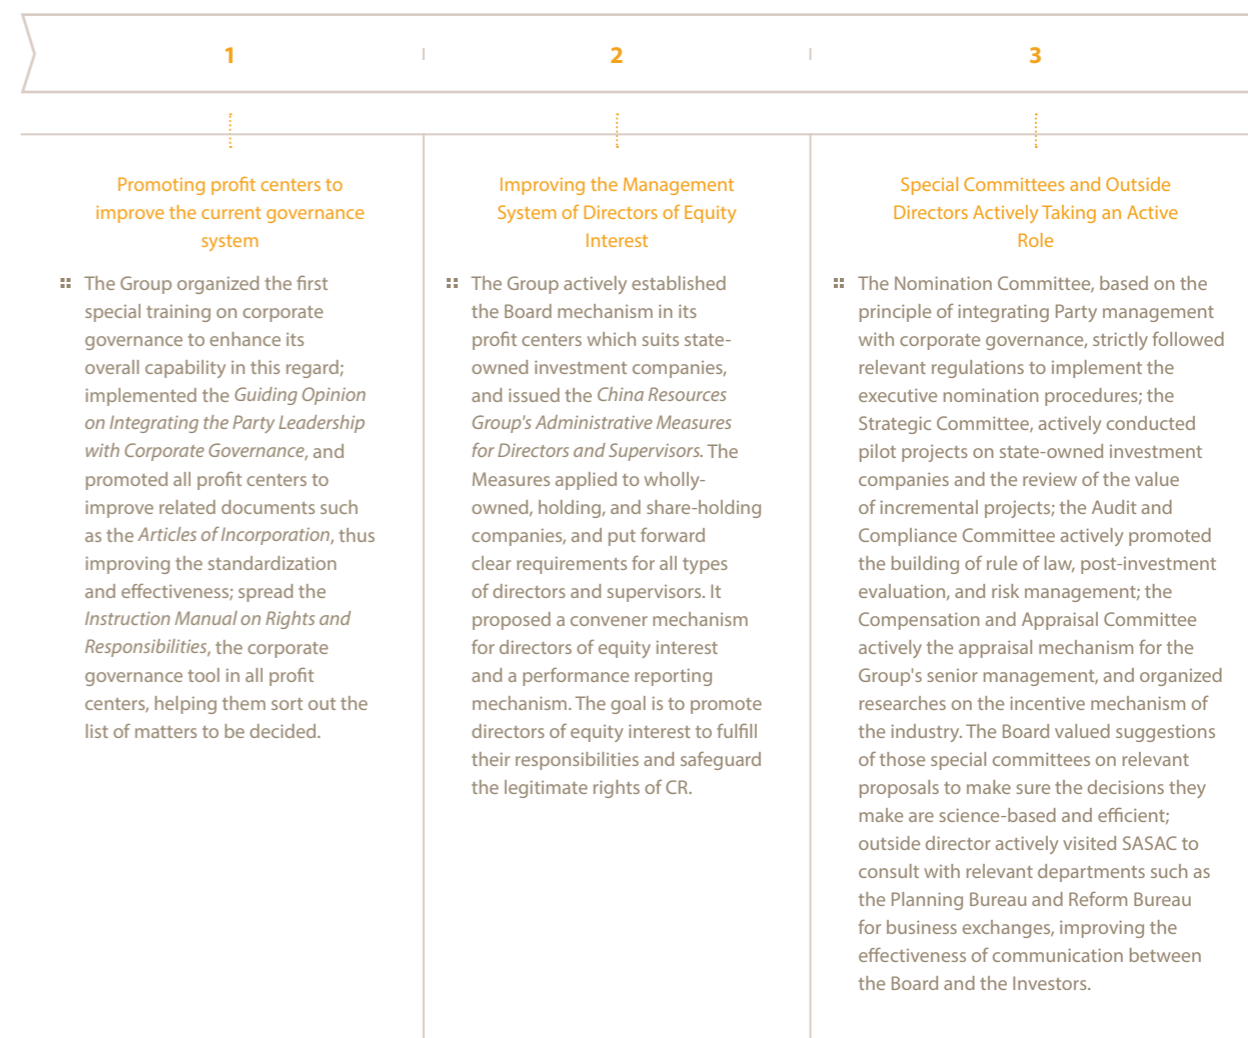 1
2
3
Promoting profit centers to
improve the current governance
system
The Group organized the first
special training on corporate
governance to enhance its
overall capability in this regard;
implemented the Guiding Opinion
on Integrating the Party Leadership
with Corporate Governance, and
promoted all profit centers to
improve related documents such
as the Articles of Incorporation, thus
improving the standardization
and effectiveness; spread the
Instruction Manual on Rights and
Responsibilities, the corporate
governance tool in all profit
centers, helping them sort out the
list of matters to be decided.
Improving the Management
System of Directors of Equity
Interest
The Group actively established
the Board mechanism in its
profit centers which suits state-
owned investment companies,
and issued the China Resources
Group's Administrative Measures
for Directors and Supervisors. The
Measures applied to wholly-
owned, holding, and share-holding
companies, and put forward
clear requirements for all types
of directors and supervisors. It
proposed a convener mechanism
for directors of equity interest
and a performance reporting
mechanism. The goal is to promote
directors of equity interest to fulfill
their responsibilities and safeguard
the legitimate rights of CR.
Special Committees and Outside
Directors Actively Taking an Active
Role
The Nomination Committee, based on the
principle of integrating Party management
with corporate governance, strictly followed
relevant regulations to implement the
executive nomination procedures; the
Strategic Committee, actively conducted
pilot projects on state-owned investment
companies and the review of the value
of incremental projects; the Audit and
Compliance Committee actively promoted
the building of rule of law, post-investment
evaluation, and risk management; the
Compensation and Appraisal Committee
actively the appraisal mechanism for the
Group's senior management, and organized
researches on the incentive mechanism of
the industry. The Board valued suggestions
of those special committees on relevant
proposals to make sure the decisions they
make are science-based and efficient;
outside director actively visited SASAC to
consult with relevant departments such as
the Planning Bureau and Reform Bureau
for business exchanges, improving the
effectiveness of communication between
the Board and the Investors.